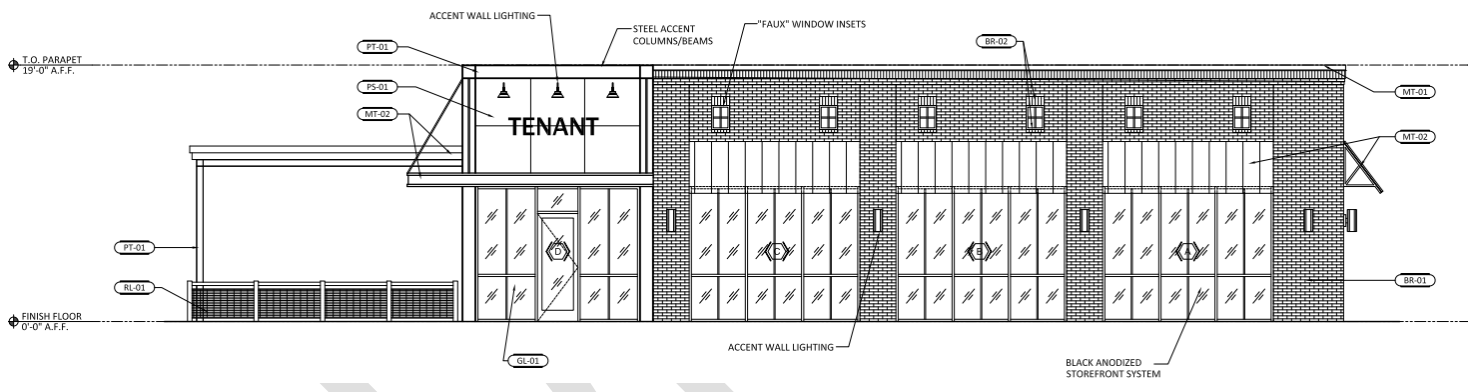 ACCENT WALL LIGHTING
"FAUX" WINDOW INSETS
STEEL ACCENT
COLUMNS/BEAMS
PT-01
BR-02
T.O. PARAPET
19'-0" A.F.F.
PS-01
MT-01
MT-02
TENANT
MT-02
PT-01
D
C
B
A
RL-01
BR-01
FINISH FLOOR
0'-0" A.F.F.
ACCENT WALL LIGHTING
GL-01
BLACK ANODIZED
STOREFRONT SYSTEM